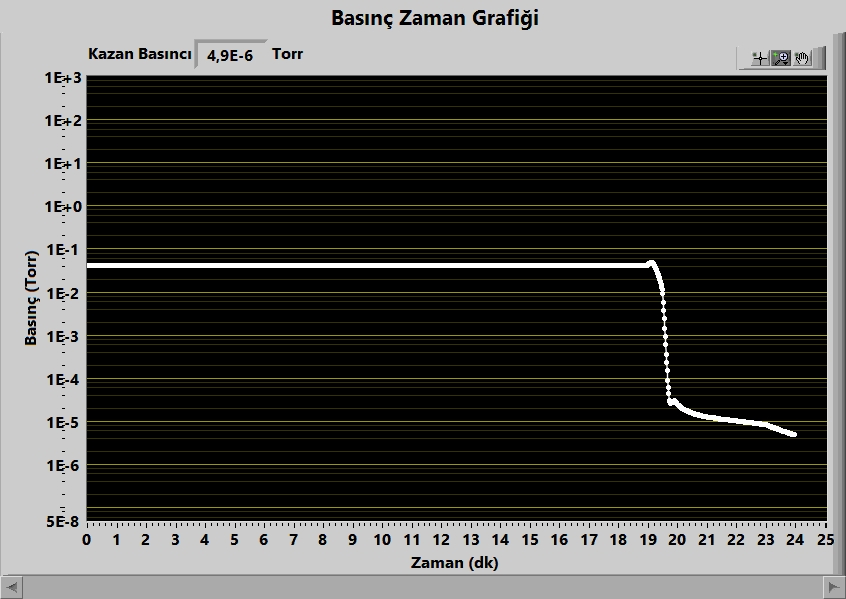 Basınç Zaman Grafiği
Kazan Basıncı 4,9E-6 Torr
1E+3
1E+2
1E+1
1E+0
1E-1
1E-2
1E-3
1E-4
1E-5
1E-6
5E-8
Basınç (Torr)
0 1 2 3 4 5 6 7 8 9 10 11 12 13 14 15 16 17 18 19 20 21 22 23 24 25
Zaman (dk)